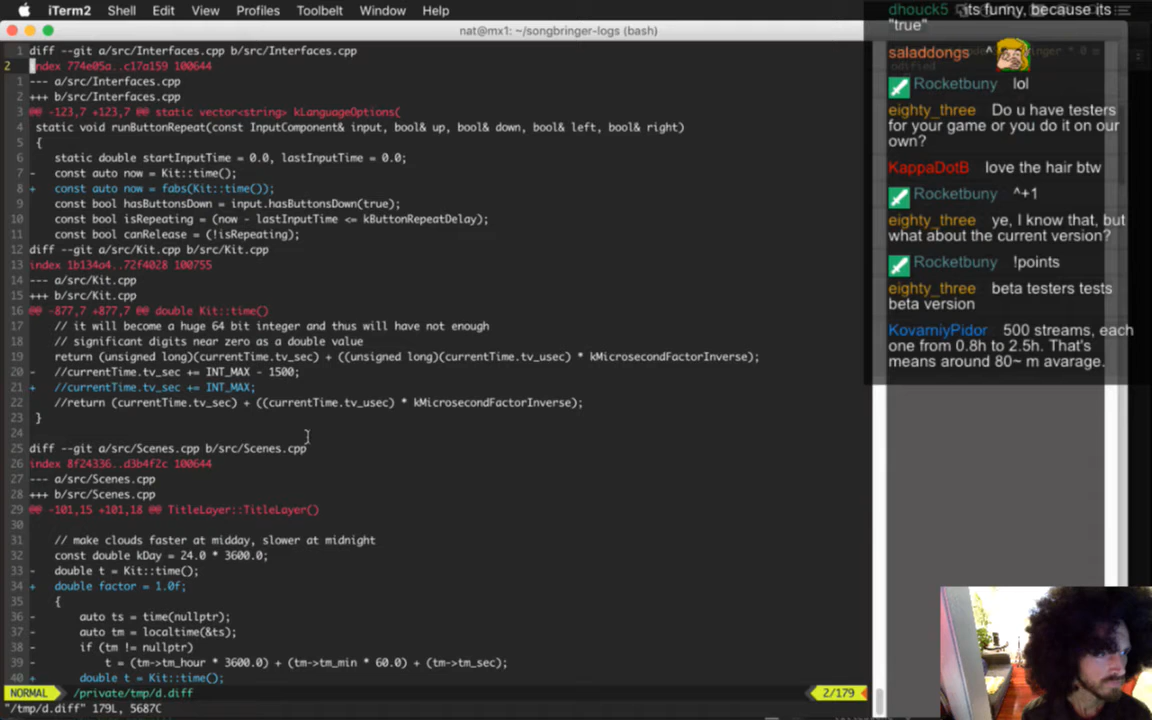 iTerm2 Shell Edit View Profiles Toolbelt Window Help
nat@mx1: ~/songbringer-logs (bash)
1 diff --git a/src/Interfaces.cpp b/src/Interfaces.cpp
2 index 774e05a..c17a159 100644
1 --- a/src/Interfaces.cpp
2 +++ b/src/Interfaces.cpp
3 @@ -123,7 +123,7 @@ static vector<string> kLanguageOptions(
4 static void runButtonRepeat(const InputComponent& input, bool& up, bool& down, bool& left, bool& right)
5 {
6 static double startInputTime = 0.0, lastInputTime = 0.0;
7 - const auto now = Kit::time();
8 + const auto now = fabs(Kit::time());
9 const bool hasButtonsDown = input.hasButtonsDown(true);
10 const bool isRepeating = (now - lastInputTime <= kButtonRepeatDelay);
11 const bool canRelease = (!isRepeating);
12 diff --git a/src/Kit.cpp b/src/Kit.cpp
13 index 1b134a4..72f4028 100755
14 --- a/src/Kit.cpp
15 +++ b/src/Kit.cpp
16 @@ -877,7 +877,7 @@ double Kit::time()
17 // it will become a huge 64 bit integer and thus will have not enough
18 // significant digits near zero as a double value
19 return (unsigned long)(currentTime.tv_sec) + ((unsigned long)(currentTime.tv_usec) * kMicrosecondFactorInverse);
20 - //currentTime.tv_sec += INT_MAX - 1500;
21 + //currentTime.tv_sec += INT_MAX;
22 //return (currentTime.tv_sec) + ((currentTime.tv_usec) * kMicrosecondFactorInverse);
23 }
24
25 diff --git a/src/Scenes.cpp b/src/Scenes.cpp
26 index 8f24336..d3b4f2c 100644
27 --- a/src/Scenes.cpp
28 +++ b/src/Scenes.cpp
29 @@ -101,15 +101,18 @@ TitleLayer::TitleLayer()
30
31 // make clouds faster at midday, slower at midnight
32 const double kDay = 24.0 * 3600.0;
33 - double t = Kit::time();
34 + double factor = 1.0f;
35 {
36 - auto ts = time(nullptr);
37 - auto tm = localtime(&ts);
38 - if (tm != nullptr)
39 - t = (tm->tm_hour * 3600.0) + (tm->tm_min * 60.0) + (tm->tm_sec);
40 + double t = Kit::time();
NORMAL /private/tmp/d.diff 2/179
"/tmp/d.diff" 179L, 5687C
dhouck5 its funny, because its
"true"
saladdongs ^
Rocketbuny lol
eighty_three Do u have testers
for your game or you do it on our
own?
KappaDotB love the hair btw
Rocketbuny ^+1
eighty_three ye, I know that, but
what about the current version?
Rocketbuny !points
eighty_three beta testers tests
beta version
KovarniyPidor 500 streams, each
one from 0.8h to 2.5h. That's
means around 80~ m avarage.